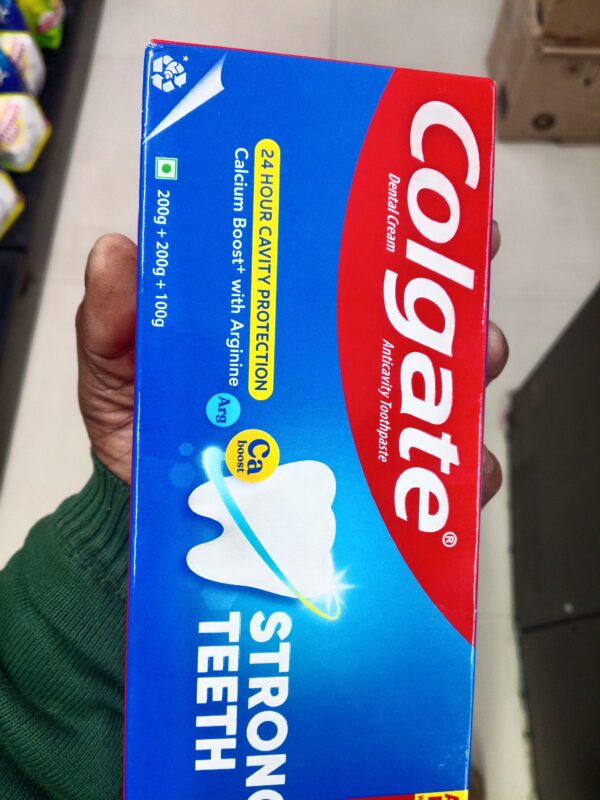 Colgate®
Dental Cream
Anticavity Toothpaste
24 HOUR CAVITY PROTECTION
Calcium Boost+ with Arginine
200g + 200g + 100g
Arg
Ca
boost
STRONG
TEETH